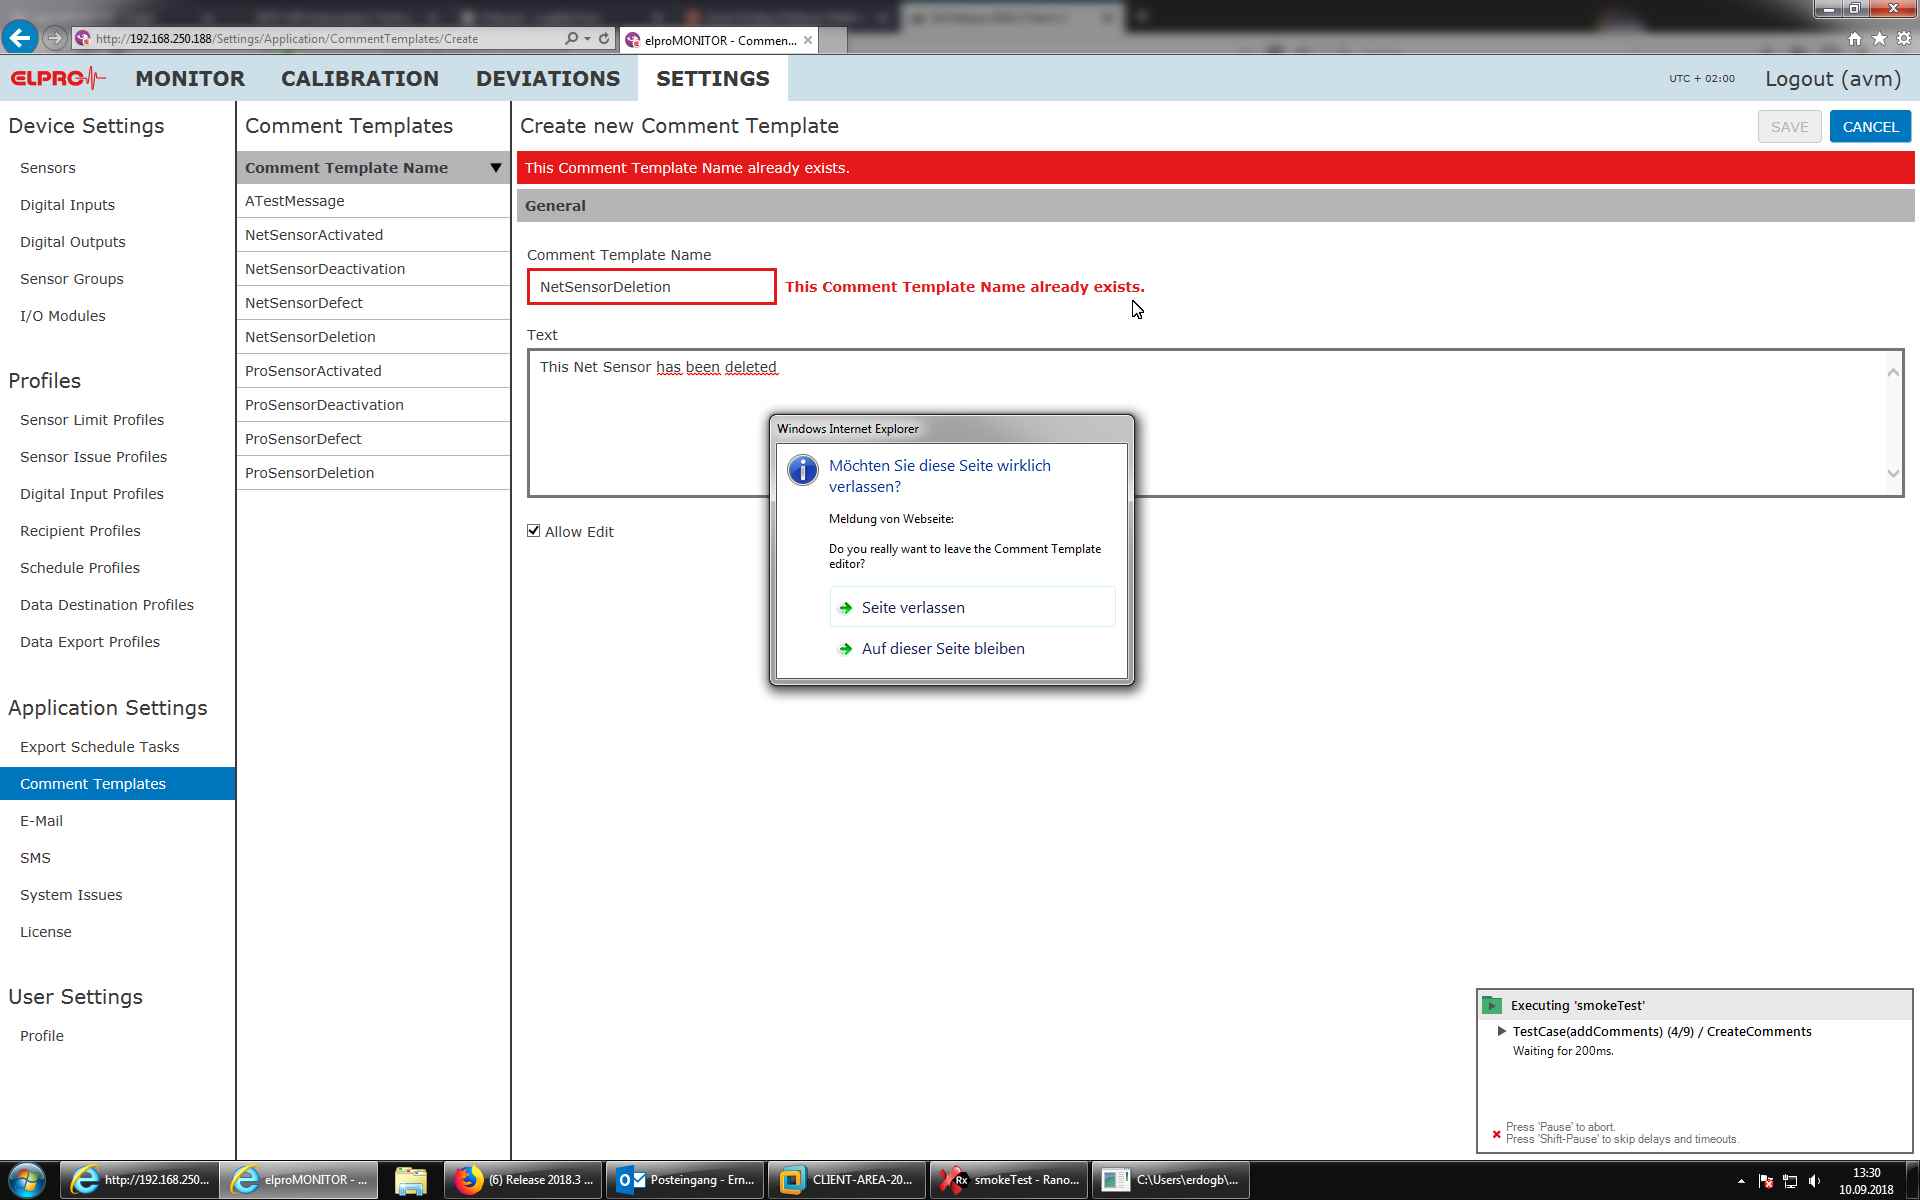 http://192.168.250.188/Settings/Application/CommentTemplates/Create
elproMONITOR - Commen...
ELPRO
MONITOR
CALIBRATION
DEVIATIONS
SETTINGS
UTC + 02:00
Logout (avm)
Device Settings
Sensors
Digital Inputs
Digital Outputs
Sensor Groups
I/O Modules
Profiles
Sensor Limit Profiles
Sensor Issue Profiles
Digital Input Profiles
Recipient Profiles
Schedule Profiles
Data Destination Profiles
Data Export Profiles
Application Settings
Export Schedule Tasks
Comment Templates
E-Mail
SMS
System Issues
License
User Settings
Profile
Comment Templates
Comment Template Name
ATestMessage
NetSensorActivated
NetSensorDeactivation
NetSensorDefect
NetSensorDeletion
ProSensorActivated
ProSensorDeactivation
ProSensorDefect
ProSensorDeletion
Create new Comment Template
SAVE
CANCEL
This Comment Template Name already exists.
General
Comment Template Name
NetSensorDeletion
This Comment Template Name already exists.
Text
This Net Sensor has been deleted
Allow Edit
Windows Internet Explorer
Möchten Sie diese Seite wirklich
verlassen?
Meldung von Webseite:
Do you really want to leave the Comment Template
editor?
Seite verlassen
Auf dieser Seite bleiben
Executing 'smokeTest'
TestCase(addComments) (4/9) / CreateComments
Waiting for 200ms.
Press 'Pause' to abort.
Press 'Shift-Pause' to skip delays and timeouts.
http://192.168.250...
elproMONITOR - ...
(6) Release 2018.3 ...
Posteingang - Ern...
CLIENT-AREA-20...
smokeTest - Rano...
C:\Users\erdogb\...
13:30
10.09.2018